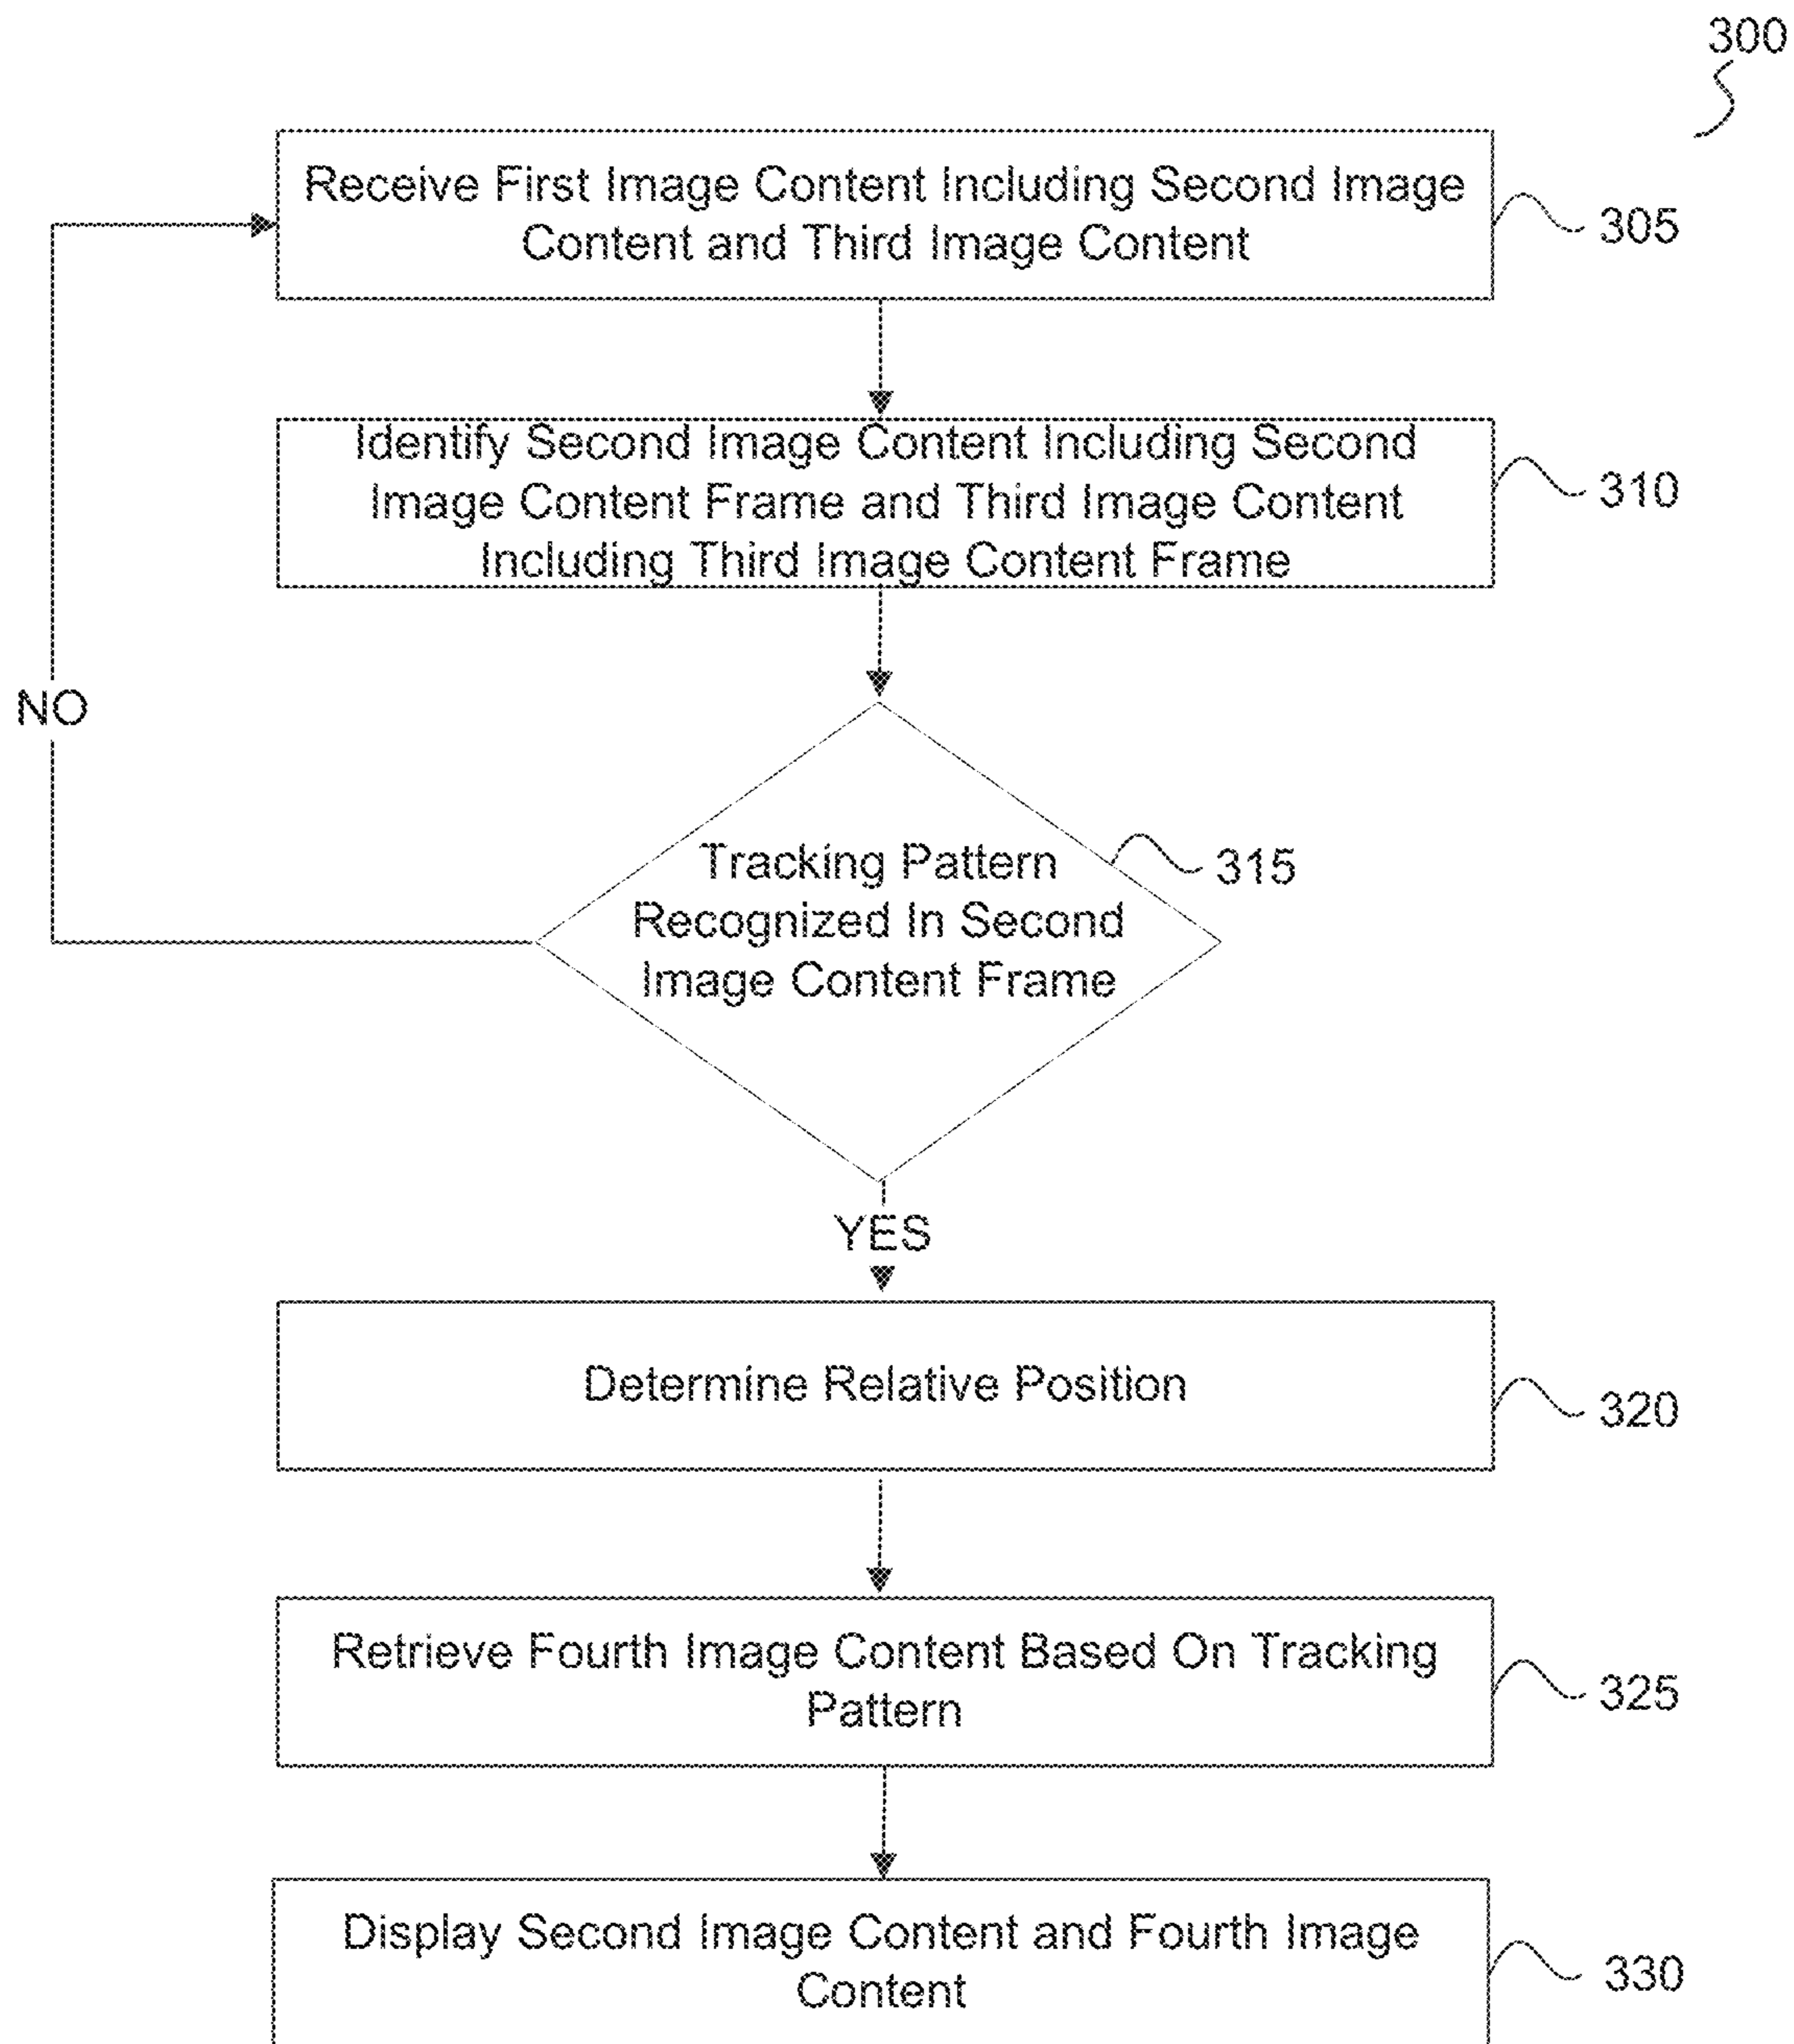 300
Receive First Image Content Including Second Image
Content and Third Image Content
305
Identify Second Image Content Including Second
Image Content Frame and Third Image Content
Including Third Image Content Frame
310
NO
Tracking Pattern
Recognized In Second
Image Content Frame
315
YES
Determine Relative Position
320
Retrieve Fourth Image Content Based On Tracking
Pattern
325
Display Second Image Content and Fourth Image
Content
330